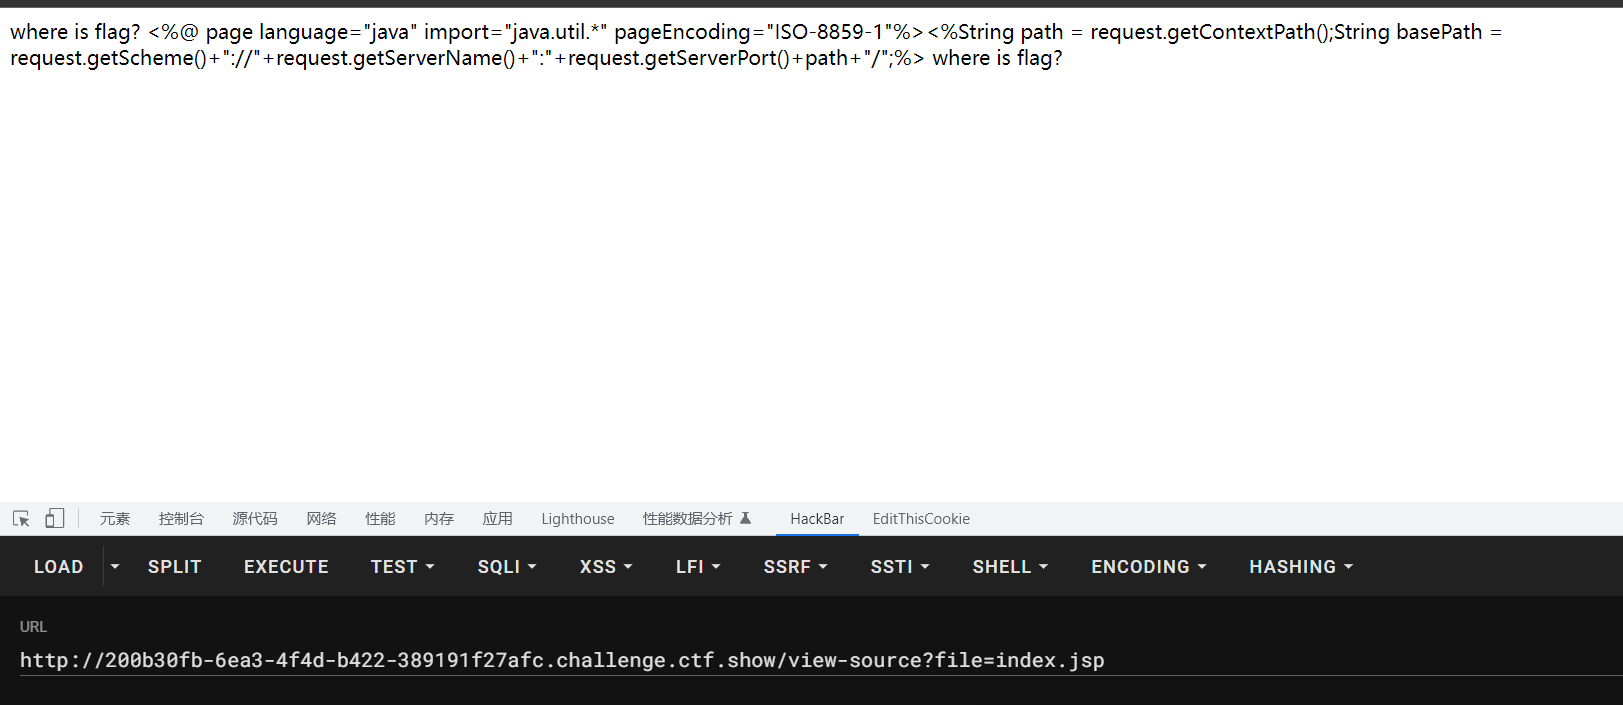 where is flag? <%@ page language="java" import="java.util.*" pageEncoding="ISO-8859-1"%><%String path = request.getContextPath();String basePath =
request.getScheme()+"://"+request.getServerName()+":"+request.getServerPort()+path+"/";%> where is flag?
元素 控制台 源代码 网络 性能 内存 应用 Lighthouse 性能数据分析 HackBar EditThisCookie
LOAD SPLIT EXECUTE TEST SQLI XSS LFI SSRF SSTI SHELL ENCODING HASHING
URL
http://200b30fb-6ea3-4f4d-b422-389191f27afc.challenge.ctf.show/view-source?file=index.jsp